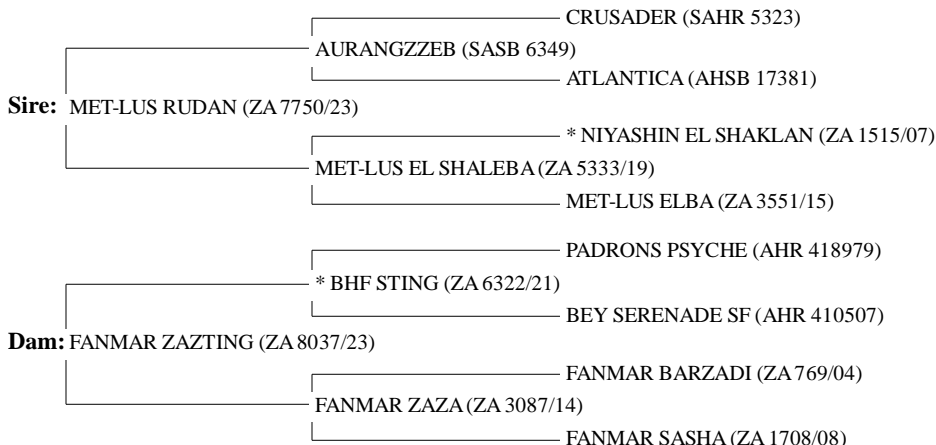 CRUSADER (SAHR 5323)
AURANGZZEB (SASB 6349)
ATLANTICA (AHSB 17381)
Sire: MET-LUS RUDAN (ZA 7750/23)
* NIYASHIN EL SHAKLAN (ZA 1515/07)
MET-LUS EL SHALEBA (ZA 5333/19)
MET-LUS ELBA (ZA 3551/15)
PADRONS PSYCHE (AHR 418979)
* BHF STING (ZA 6322/21)
BEY SERENADE SF (AHR 410507)
Dam: FANMAR ZAZTING (ZA 8037/23)
FANMAR BARZADI (ZA 769/04)
FANMAR ZAZA (ZA 3087/14)
FANMAR SASHA (ZA 1708/08)